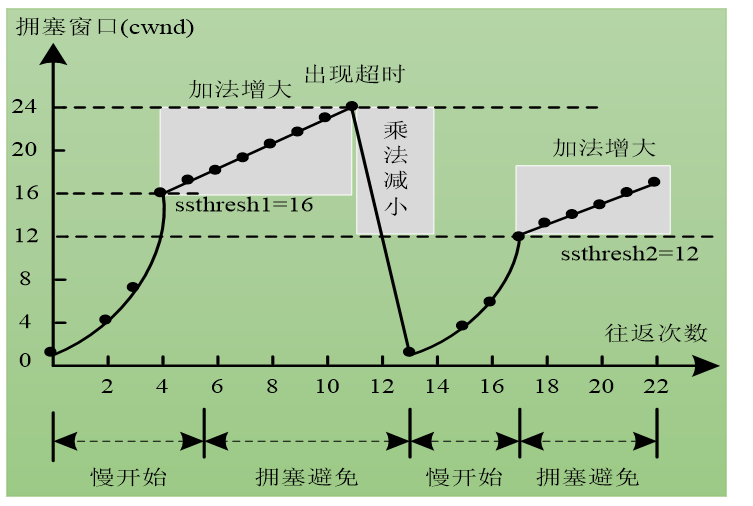 拥塞窗口(cwnd)
出现超时
加法增大
24
乘法减小
20
加法增大
16
ssthresh1=16
12
ssthresh2=12
8
4
往返次数
0
2 4 6 8 10 12 14 16 18 20 22
慢开始 拥塞避免 慢开始 拥塞避免